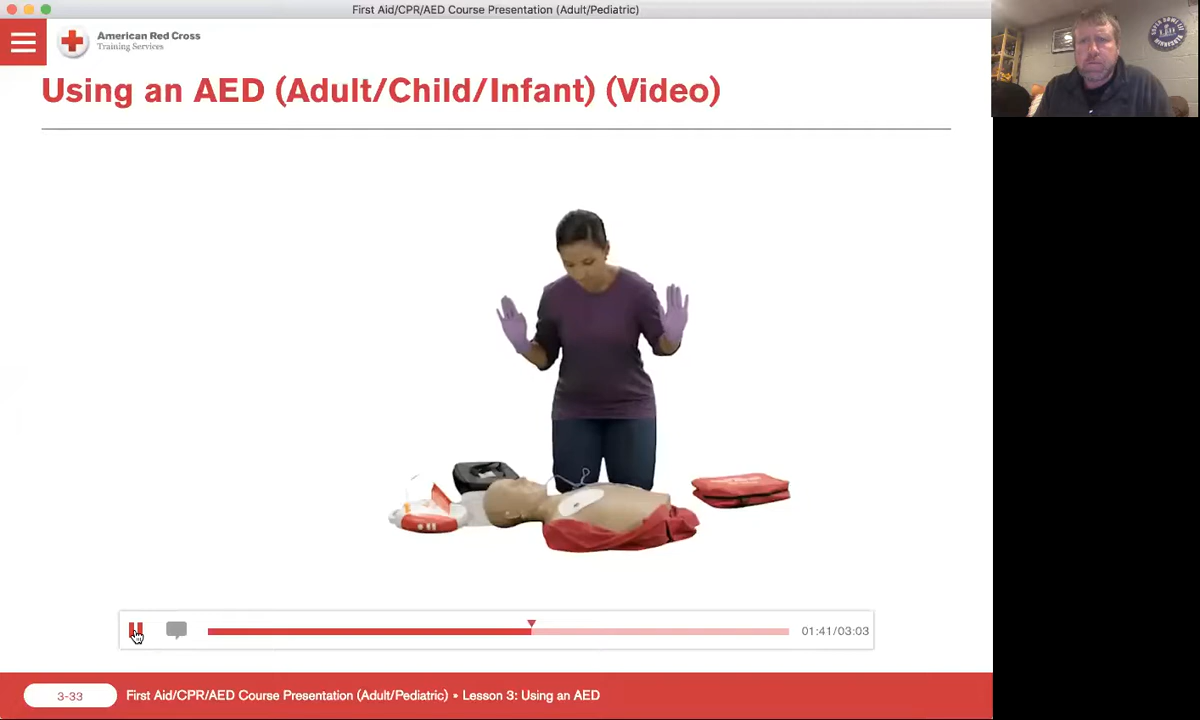 First Aid/CPR/AED Course Presentation (Adult/Pediatric)
American Red Cross
Training Services
Using an AED (Adult/Child/Infant) (Video)
MINNESOTA
01:41/03:03
3-33
First Aid/CPR/AED Course Presentation (Adult/Pediatric) • Lesson 3: Using an AED